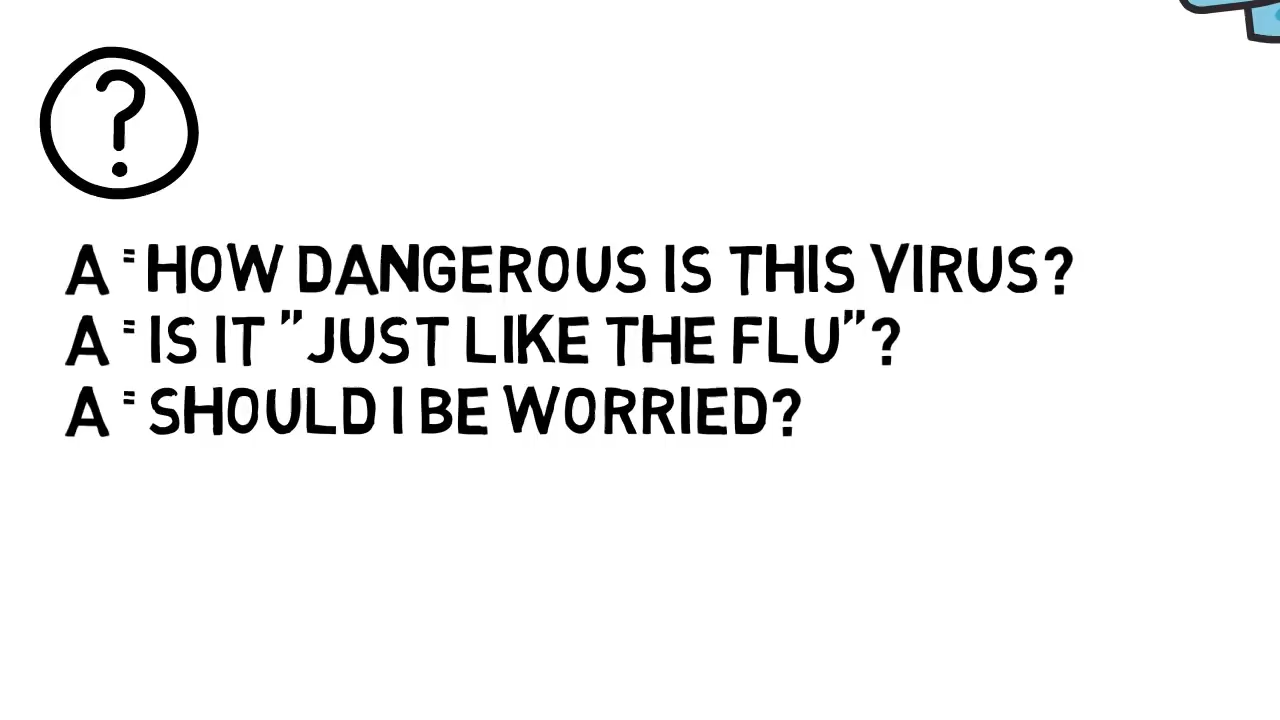 ?
A = HOW DANGEROUS IS THIS VIRUS?
A = IS IT "JUST LIKE THE FLU"?
A = SHOULD I BE WORRIED?